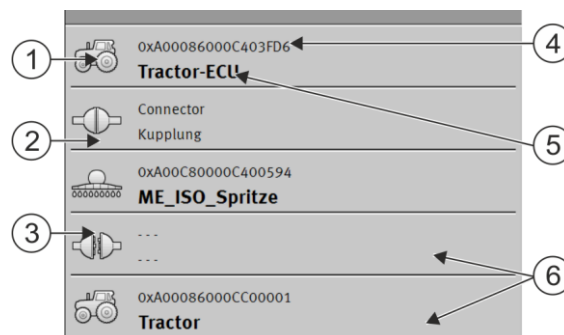 1
0xA00086000C403FD6
4
Tractor-ECU
Connector
2
Kupplung
5
0xA00C80000C400594
ME_ISO_Spritze
3
- - -
- - -
6
0xA00086000CC00001
Tractor